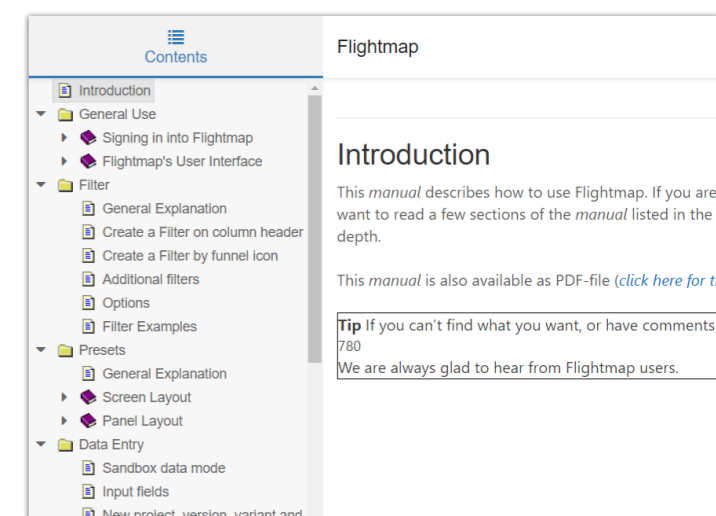 Contents
Introduction
General Use
Signing in into Flightmap
Flightmap's User Interface
Filter
General Explanation
Create a Filter on column header
Create a Filter by funnel icon
Additional filters
Options
Filter Examples
Presets
General Explanation
Screen Layout
Panel Layout
Data Entry
Sandbox data mode
Input fields
New project, version, variant and
Flightmap
Introduction
This manual describes how to use Flightmap. If you are
want to read a few sections of the manual listed in the
depth.
This manual is also available as PDF-file (click here for t
Tip If you can't find what you want, or have comments
780
We are always glad to hear from Flightmap users.